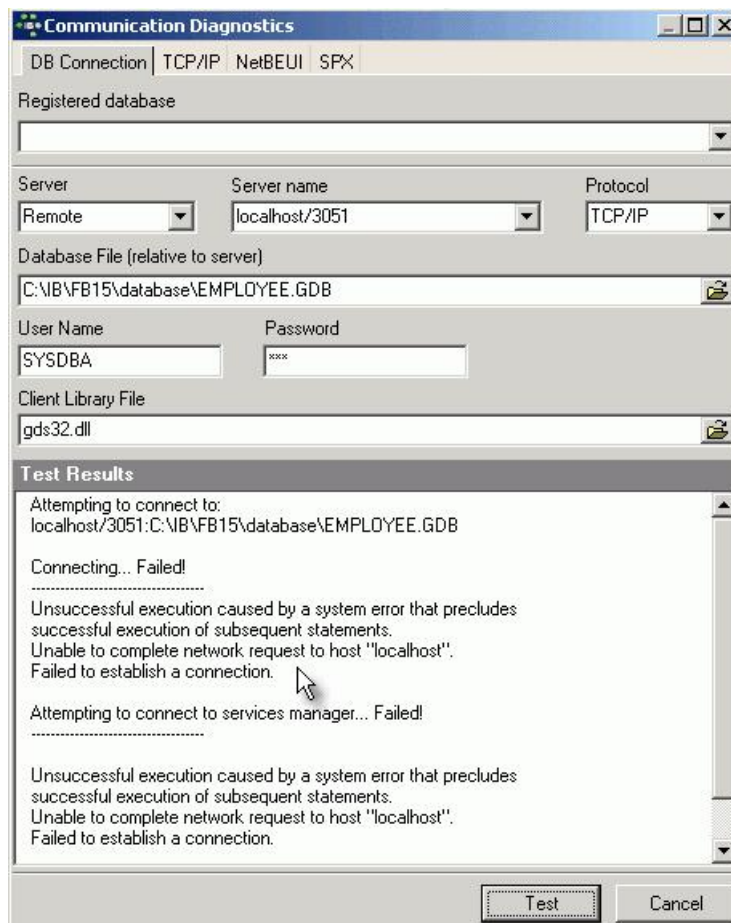 Communication Diagnostics
DB Connection TCP/IP NetBEUI SPX
Registered database
Server Server name Protocol
Remote localhost/3051 TCP/IP
Database File (relative to server)
C:\IB\FB15\database\EMPLOYEE.GDB
User Name Password
SYSDBA ***
Client Library File
gds32.dll
Test Results
Attempting to connect to:
localhost/3051:C:\IB\FB15\database\EMPLOYEE.GDB
Connecting... Failed!
-----------------------------------
Unsuccessful execution caused by a system error that precludes
successful execution of subsequent statements.
Unable to complete network request to host "localhost".
Failed to establish a connection.
Attempting to connect to services manager... Failed!
-----------------------------------
Unsuccessful execution caused by a system error that precludes
successful execution of subsequent statements.
Unable to complete network request to host "localhost".
Failed to establish a connection.
Test Cancel